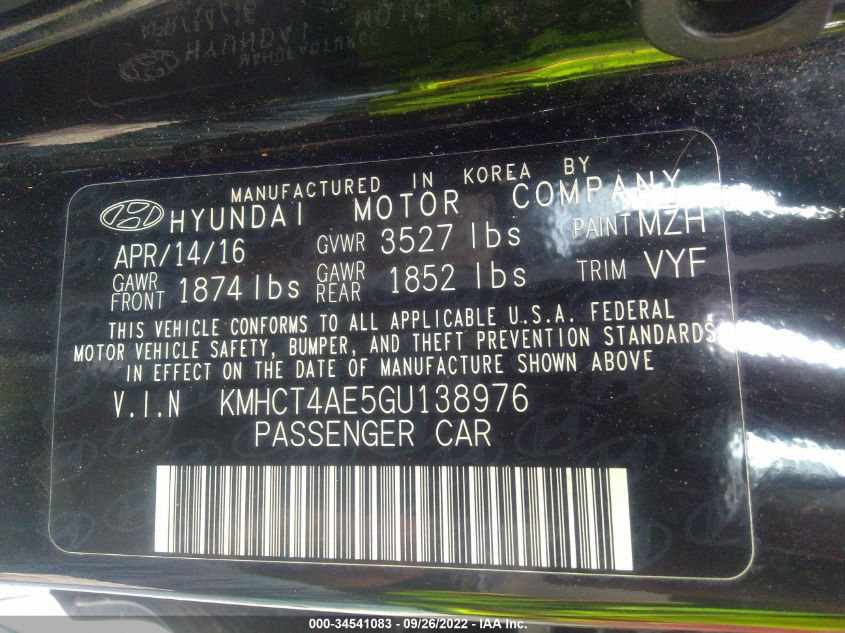 MANUFACTURED IN KOREA BY
HYUNDAI MOTOR COMPANY
APR/14/16 GVWR 3527 lbs PAINT MZH
GAWR FRONT 1874 lbs GAWR REAR 1852 lbs TRIM VYF
THIS VEHICLE CONFORMS TO ALL APPLICABLE U.S.A. FEDERAL
MOTOR VEHICLE SAFETY, BUMPER, AND THEFT PREVENTION STANDARDS
IN EFFECT ON THE DATE OF MANUFACTURE SHOWN ABOVE
V.I.N KMHCT4AE5GU138976
PASSENGER CAR
000-34541083 - 09/26/2022 - IAA Inc.